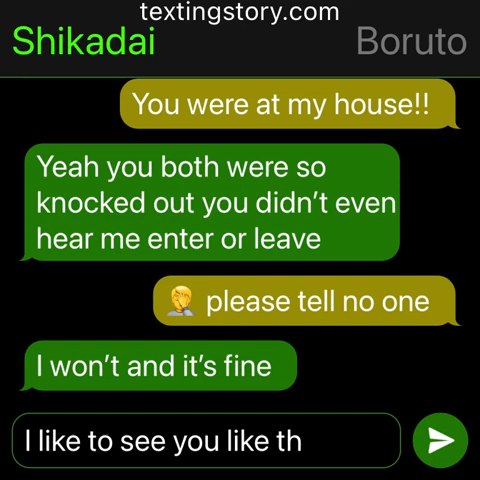 textingstory.com
Shikadai Boruto
You were at my house!!
Yeah you both were so
knocked out you didn’t even
hear me enter or leave
🤦 please tell no one
I won’t and it’s fine
I like to see you like th